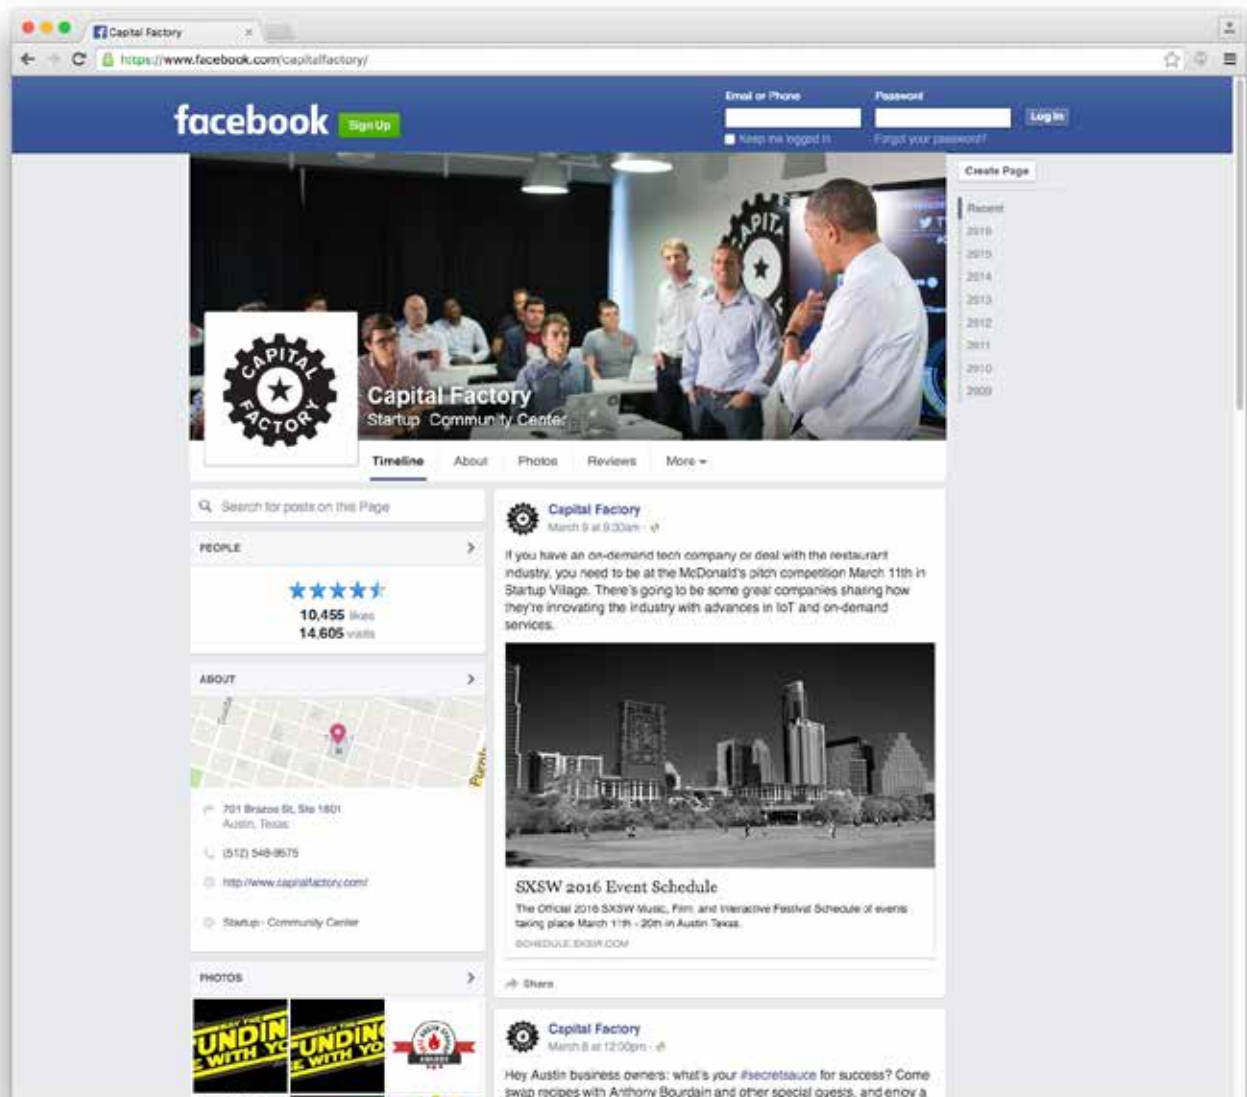 Capital Factory
https://www.facebook.com/capitalfactory/
facebook
Sign Up
Email or Phone
Password
Log In
Keep me logged in
Forgot your password?
Create Page
Recent
2016
2015
2014
2013
2012
2011
2010
2009
CAPITAL
CAPITAL FACTORY
Capital Factory
Startup Community Center
Timeline
About
Photos
Reviews
More
Search for posts on this Page
PEOPLE
10,455 likes
14,605 visits
ABOUT
701 Brazos St, Ste 1601
Austin, Texas
(512) 548-9675
http://www.capitalfactory.com/
Startup · Community Center
PHOTOS
FUNDIN
E WITH YO
FUNDING
E WITH YO
AUSTIN
AWARDS
Capital Factory
March 9 at 9:30am ·
If you have an on-demand tech company or deal with the restaurant
industry, you need to be at the McDonald's pitch competition March 11th in
Startup Village. There's going to be some great companies sharing how
they're innovating the industry with advances in IoT and on-demand
services.
SXSW 2016 Event Schedule
The Official 2016 SXSW Music, Film, and Interactive Festival Schedule of events
taking place March 11th - 20th in Austin Texas.
SCHEDULE.SXSW.COM
Share
Capital Factory
March 8 at 12:00pm ·
Hey Austin business owners: what's your #secretsauce for success? Come
swap recipes with Anthony Bourdain and other special guests, and enjoy a